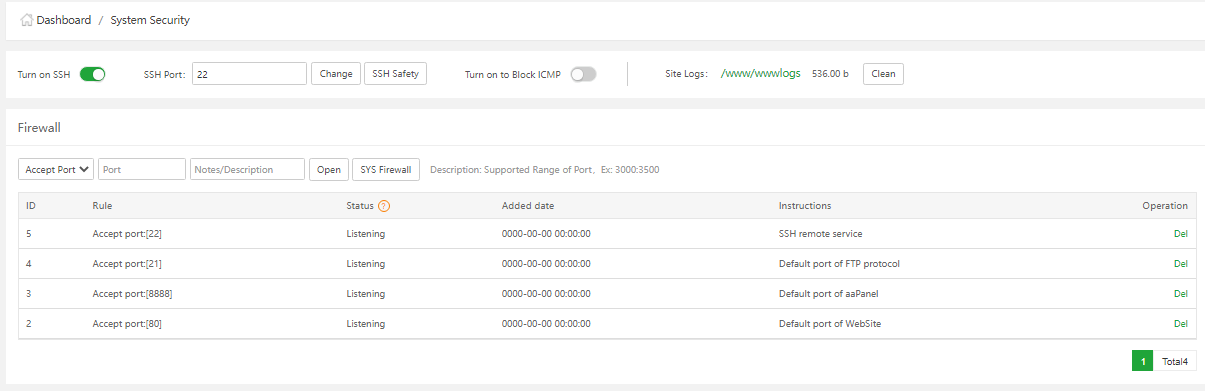 Dashboard / System Security
Turn on SSH SSH Port: 22 Change SSH Safety Turn on to Block ICMP Site Logs: /www/wwwlogs 536.00 b Clean
Firewall
Accept Port Port Notes/Description Open SYS Firewall Description: Supported Range of Port, Ex: 3000:3500
ID Rule Status ? Added date Instructions Operation
5 Accept port:[22] Listening 0000-00-00 00:00:00 SSH remote service Del
4 Accept port:[21] Listening 0000-00-00 00:00:00 Default port of FTP protocol Del
3 Accept port:[8888] Listening 0000-00-00 00:00:00 Default port of aaPanel Del
2 Accept port:[80] Listening 0000-00-00 00:00:00 Default port of WebSite Del
1 Total4